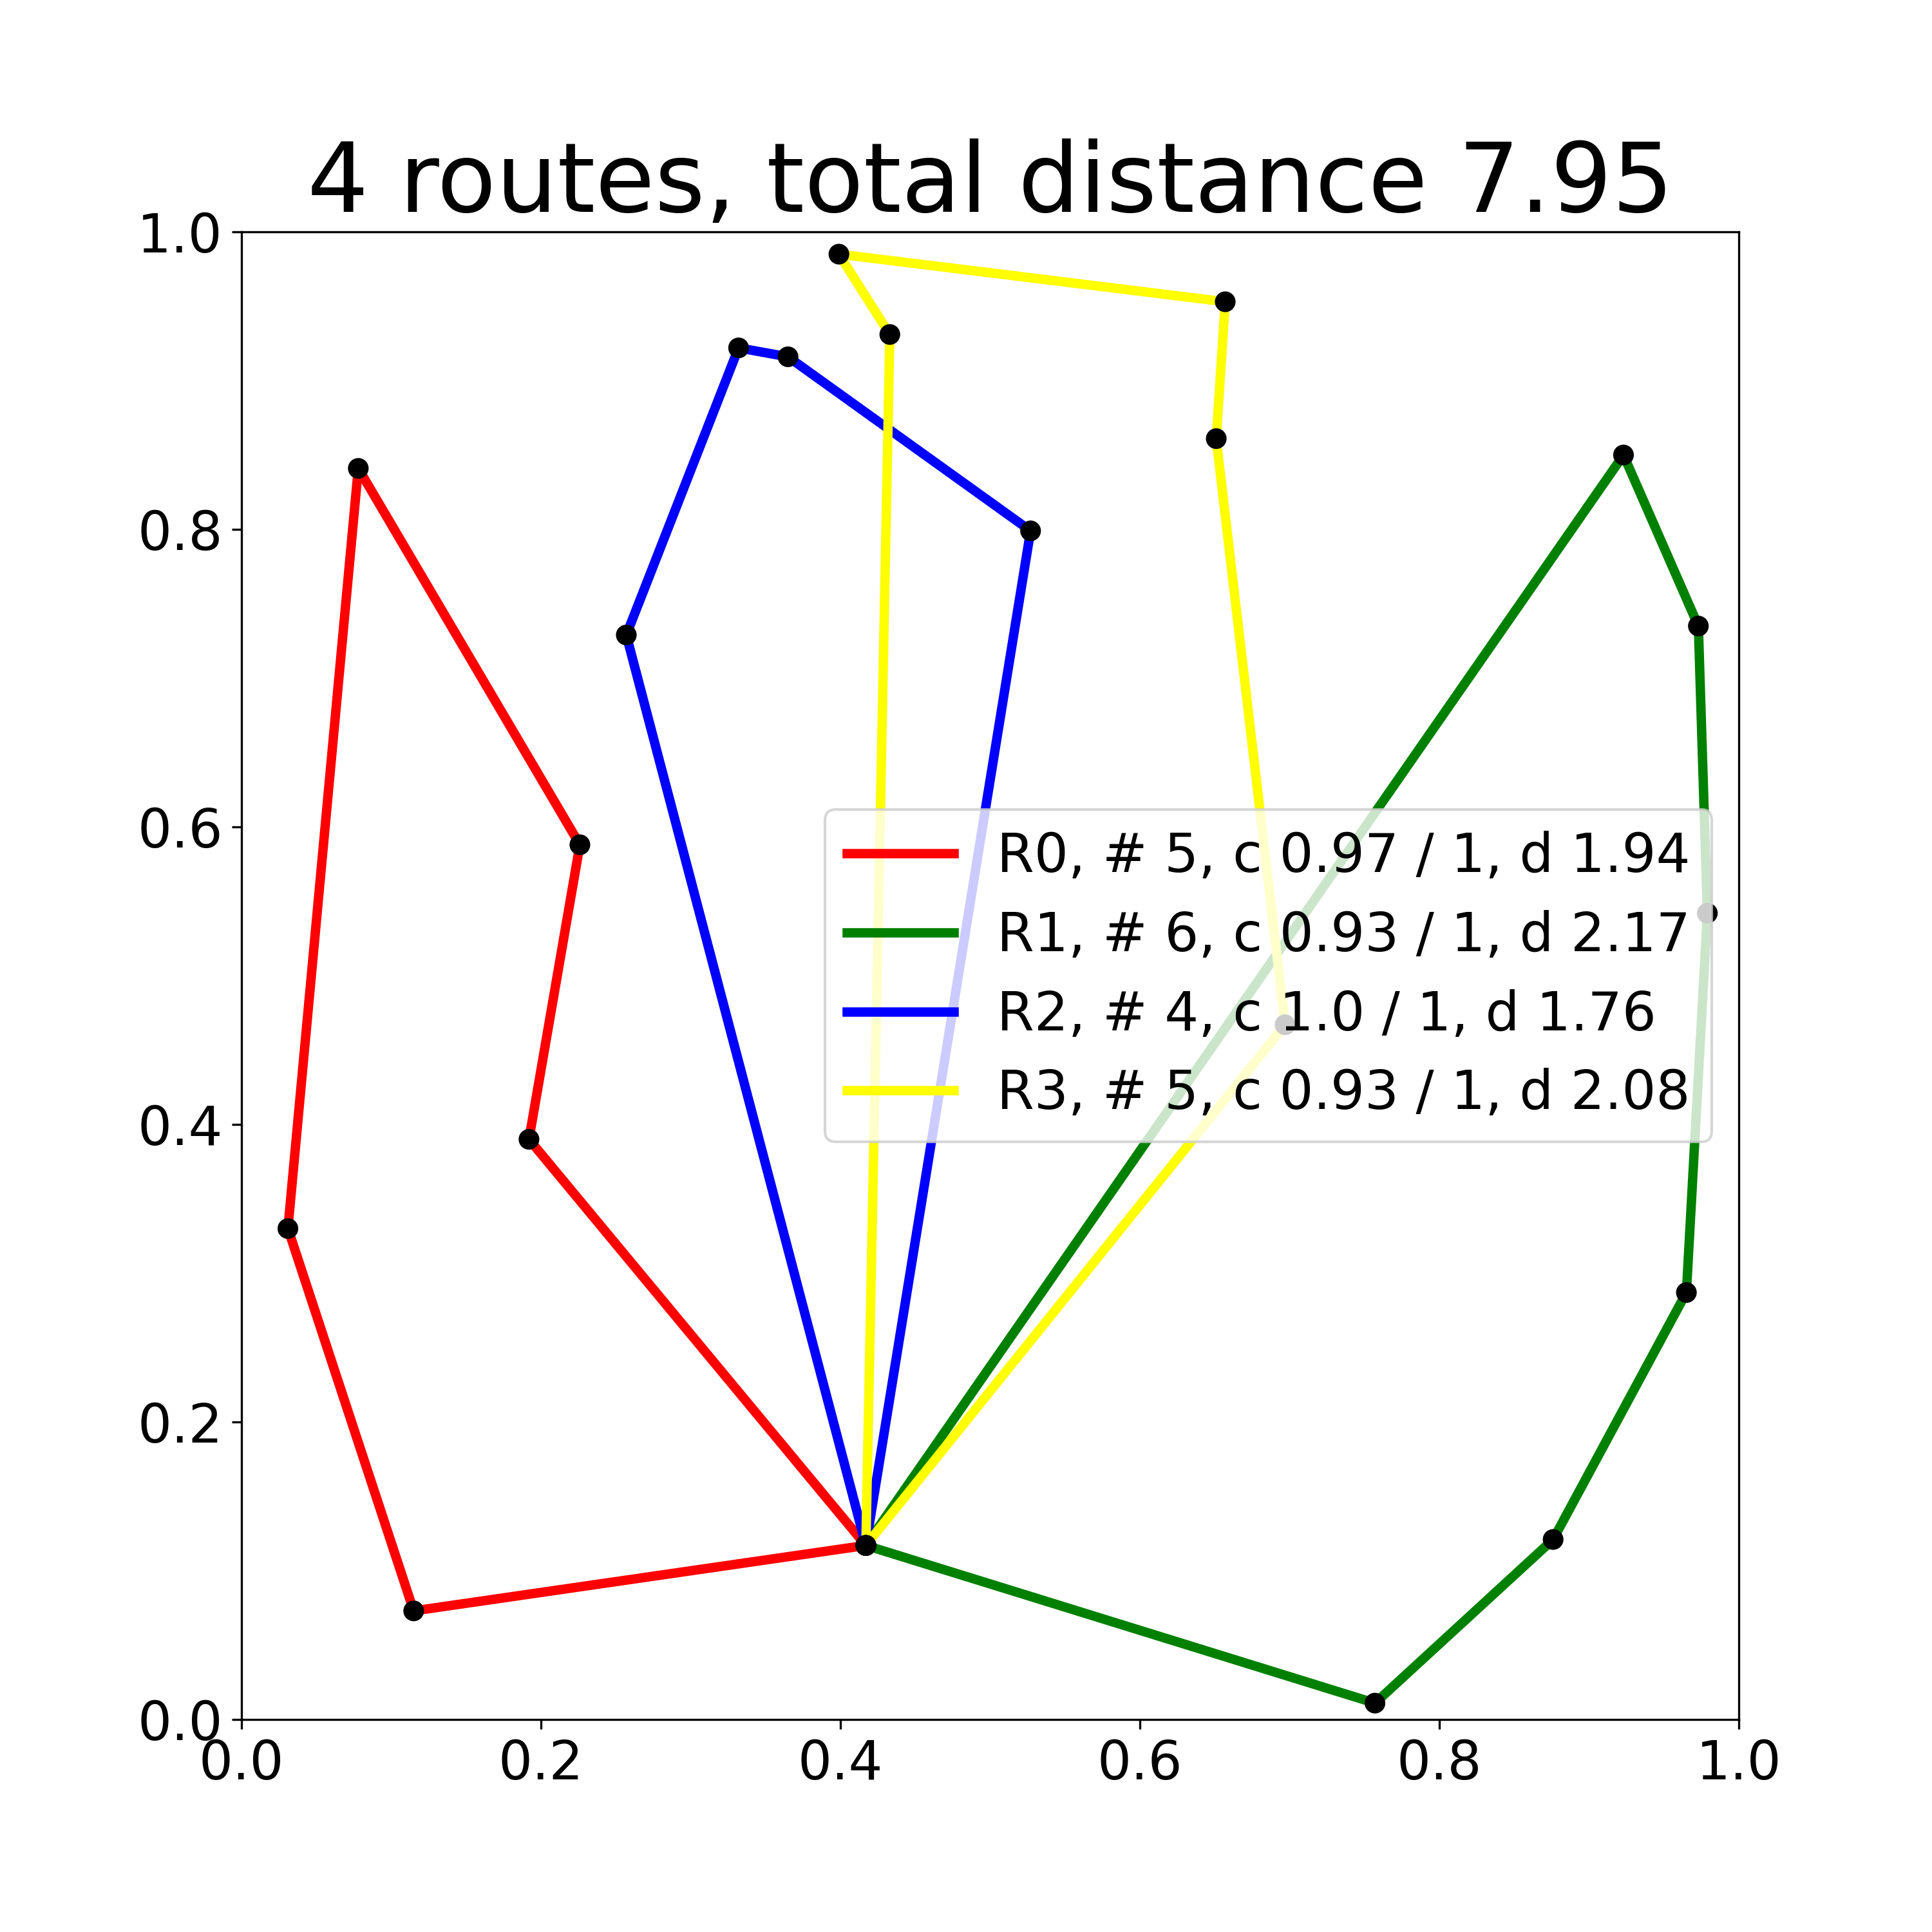 4 routes, total distance 7.95
1.0
0.8
0.6
0.4
0.2
0.0
R0, # 5, c 0.97 / 1, d 1.94
R1, # 6, c 0.93 / 1, d 2.17
R2, # 4, c 1.0 / 1, d 1.76
R3, # 5, c 0.93 / 1, d 2.08
0.0 0.2 0.4 0.6 0.8 1.0